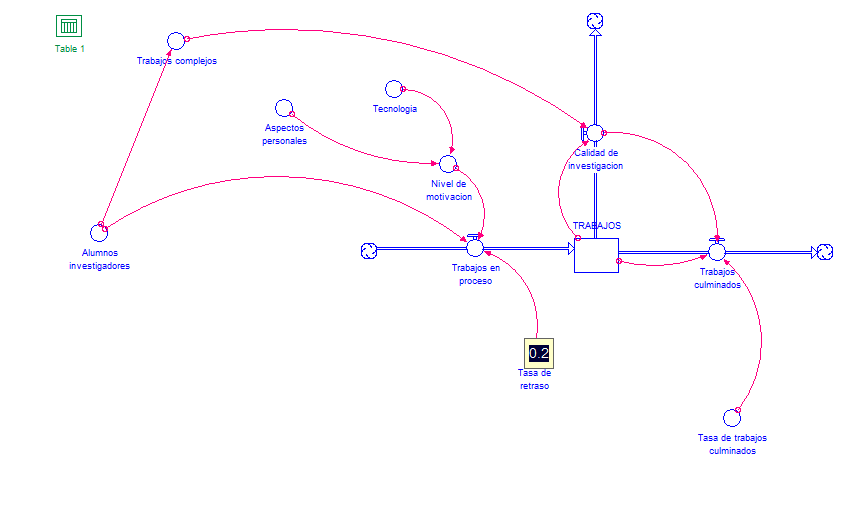 Table 1
Trabajos complejos
Tecnologia
Aspectos
personales
Calidad de
investigacion
Nivel de
motivacion
TRABAJOS
Alumnos
investigadores
Trabajos en
proceso
Trabajos
culminados
0.2
Tasa de
retraso
Tasa de trabajos
culminados